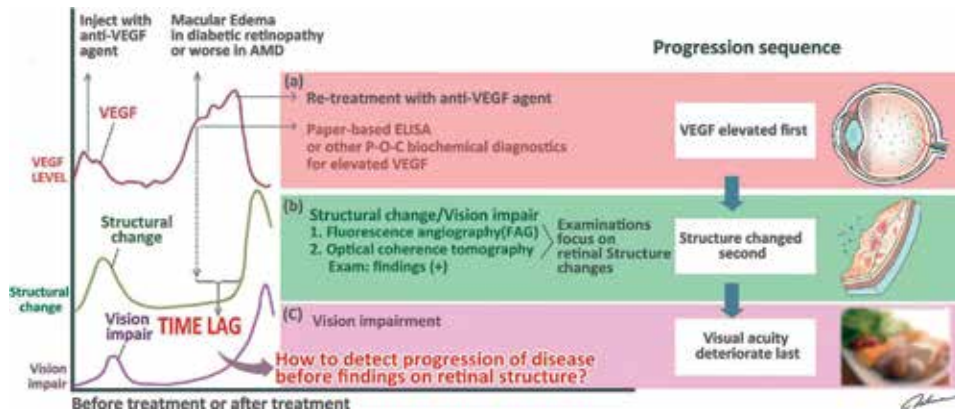 Inject with
anti-VEGF
agent
Macular Edema
in diabetic retinopathy
or worse in AMD
Progression sequence
VEGF
VEGF
LEVEL
(a)
Re-treatment with anti-VEGF agent
Paper-based ELISA
or other P-O-C biochemical diagnostics
for elevated VEGF
VEGF elevated first
Structural
change
Structural
change
(b)
Structural change/Vision impair
1. Fluorescence angiography(FAG)
2. Optical coherence tomography
Exam: findings (+)
Examinations
focus on
retinal Structure
changes
Structure changed
second
Vision
impair
Vision
impair
TIME LAG
(C)
Vision impairment
How to detect progression of disease
before findings on retinal structure?
Visual acuity
deteriorate last
Before treatment or after treatment